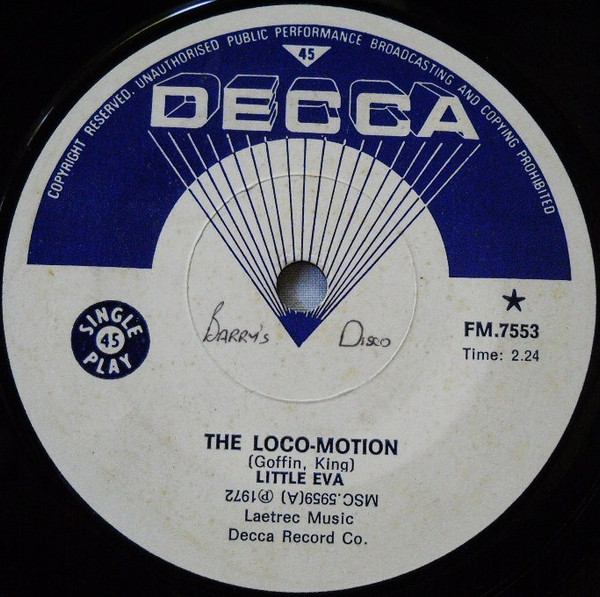 COPYRIGHT RESERVED. UNAUTHORISED PUBLIC PERFORMANCE BROADCASTING AND COPYING PROHIBITED
45
DECCA
SINGLE
45
PLAY
★
FM.7553
Time: 2.24
Barry's Disco
THE LOCO-MOTION
(Goffin, King)
LITTLE EVA
MSC.5959(A) ℗1972
Laetrec Music
Decca Record Co.